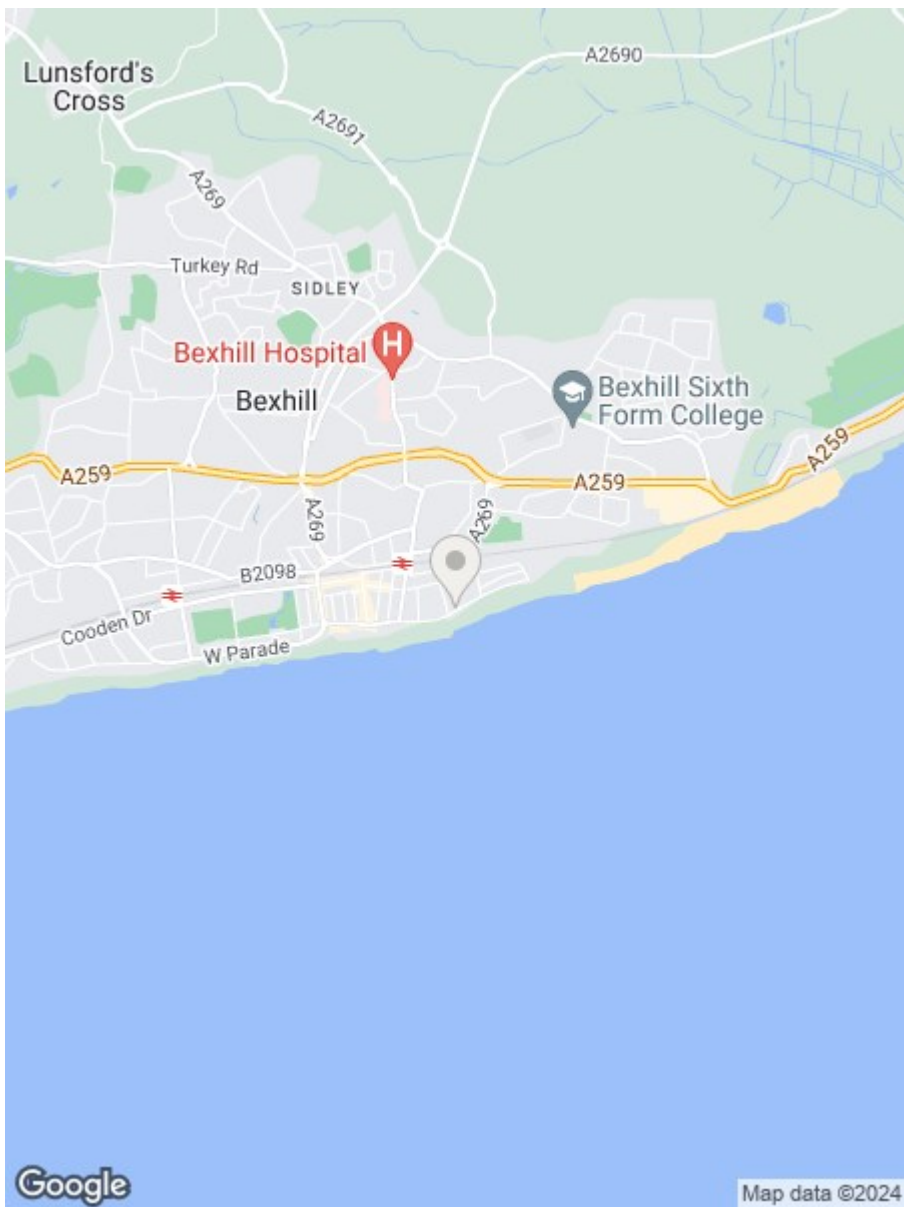 A2690
Lunsford's
Cross
A2691
A269
Turkey Rd
SIDLEY
H
Bexhill Hospital
Bexhill
Bexhill Sixth
Form College
A259
A259
A259
A269
A269
B2098
Cooden Dr
W Parade
Google
Map data ©2024